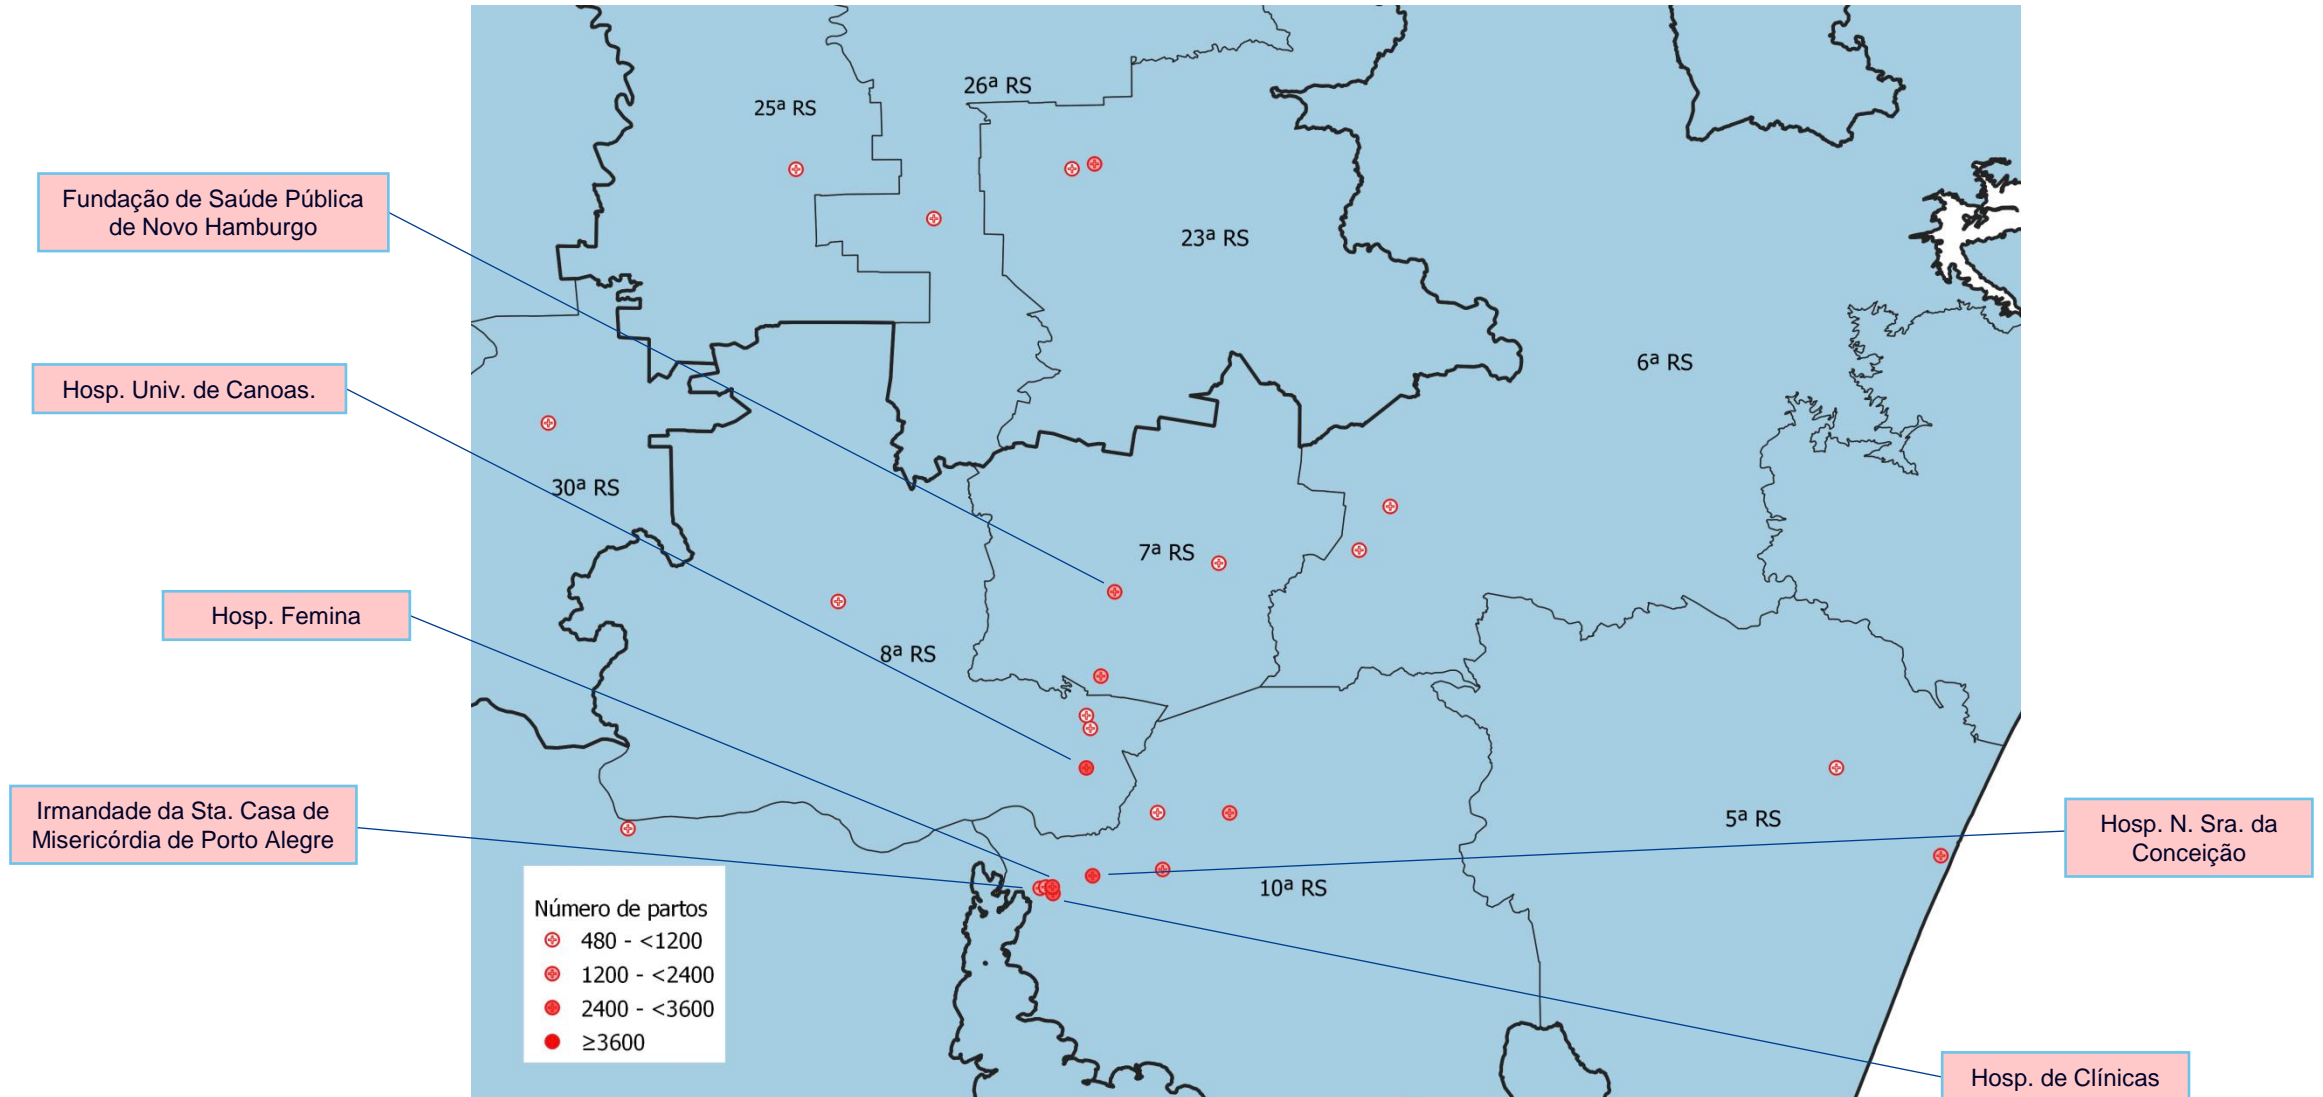 26ª RS
25ª RS
Fundação de Saúde Pública
de Novo Hamburgo
23ª RS
6ª RS
Hosp. Univ. de Canoas.
30ª RS
7ª RS
Hosp. Femina
8ª RS
Irmandade da Sta. Casa de
Misericórdia de Porto Alegre
5ª RS
Hosp. N. Sra. da
Conceição
10ª RS
Número de partos
480 - <1200
1200 - <2400
2400 - <3600
≥3600
Hosp. de Clínicas